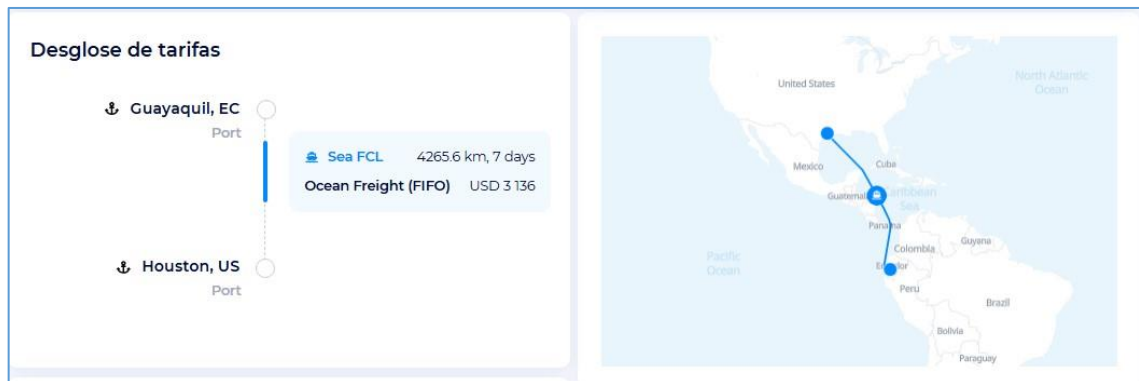 Desglose de tarifas
Guayaquil, EC
Port
Sea FCL 4265.6 km, 7 days
Ocean Freight (FIFO) USD 3 136
Houston, US
Port
United States
North Atlantic
Ocean
Mexico
Cuba
Caribbean
Sea
Panama
Colombia
Guyana
Pacific
Ocean
Peru
Brazil
Bolivia
Paraguay